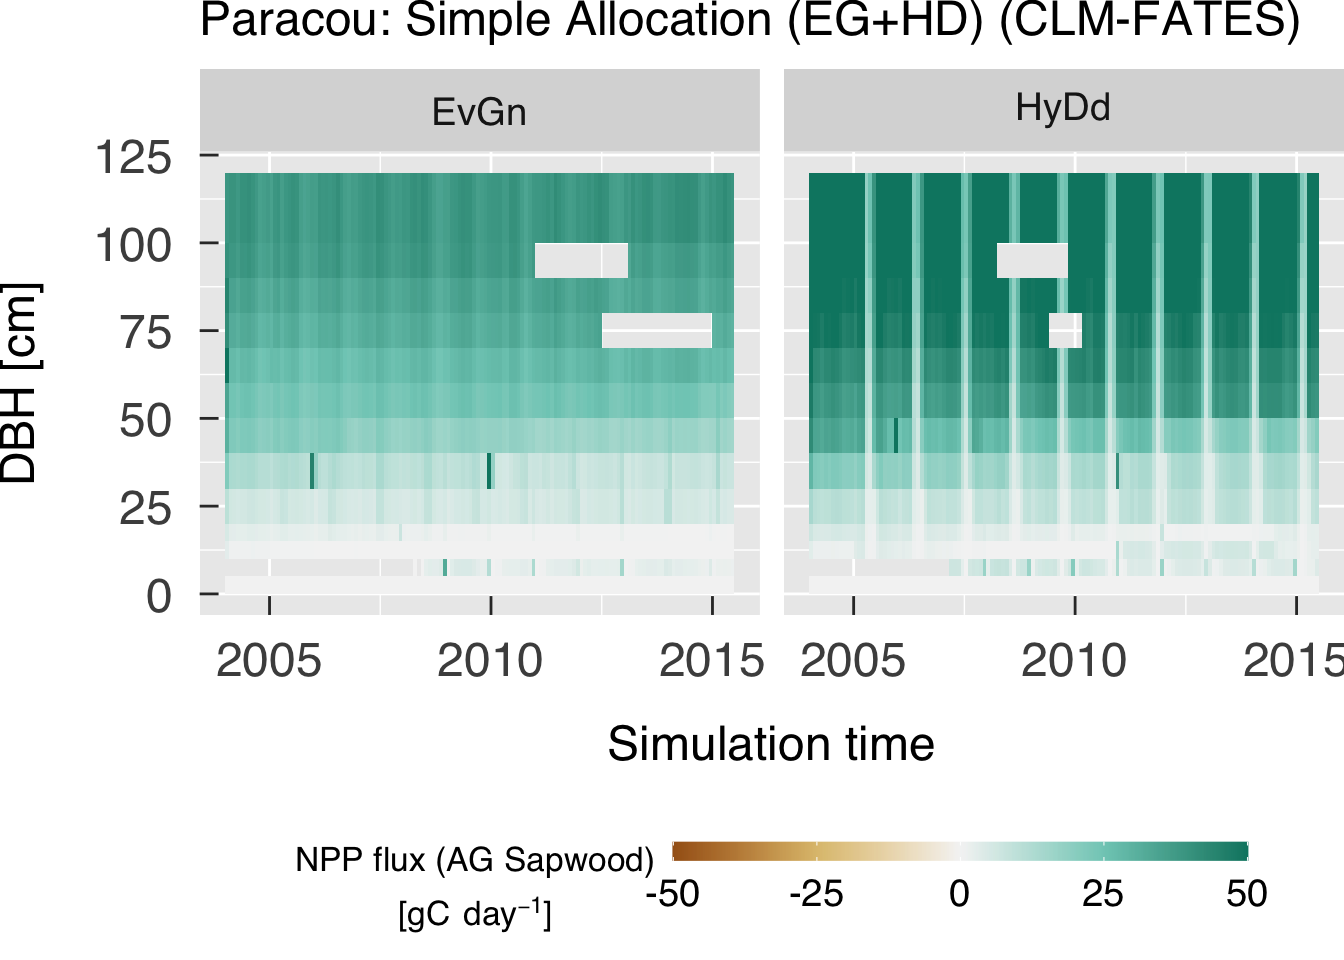 Paracou: Simple Allocation (EG+HD) (CLM-FATES)
EvGn
HyDd
125
100
75
50
25
0
DBH [cm]
2005 2010 2015
2005 2010 2015
Simulation time
NPP flux (AG Sapwood)
[gC day⁻¹]
-50 -25 0 25 50